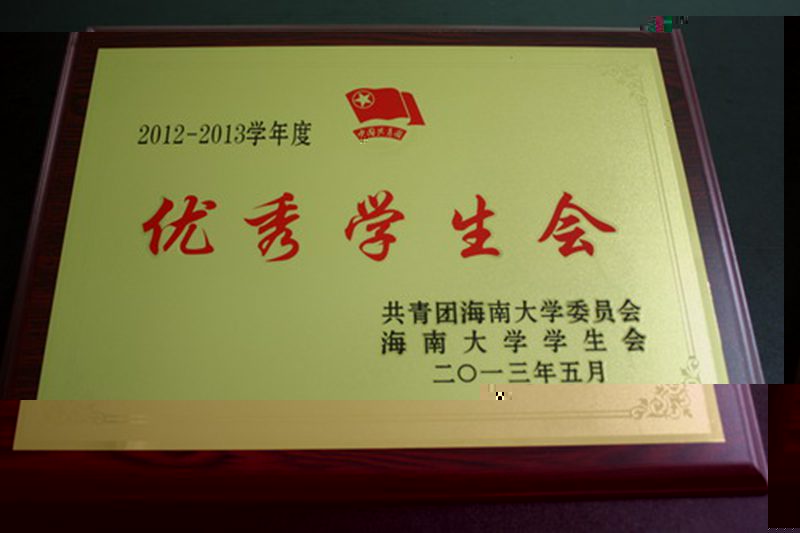 中国共青团
2012-2013学年度
优秀学生会
共青团海南大学委员会
海南大学学生会
二〇一三年五月